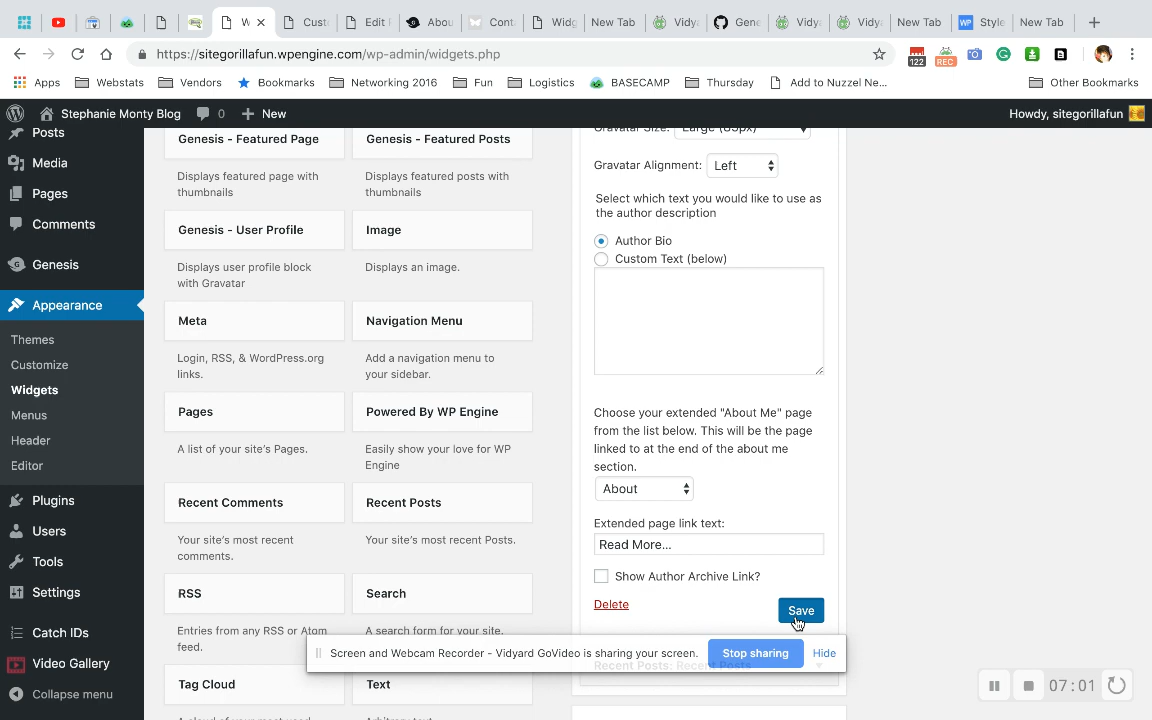 W
Cust
Edit
Abou
Cont
Widg
New Tab
Vidya
Gene
Vidya
Vidya
New Tab
Style
New Tab
https://sitegorillafun.wpengine.com/wp-admin/widgets.php
122
REC
Apps
Webstats
Vendors
Bookmarks
Networking 2016
Fun
Logistics
BASECAMP
Thursday
Add to Nuzzel Ne...
Other Bookmarks
Stephanie Monty Blog
0
New
Howdy, sitegorillafun
Posts
Media
Pages
Comments
Genesis
Appearance
Themes
Customize
Widgets
Menus
Header
Editor
Plugins
Users
Tools
Settings
Catch IDs
Video Gallery
Collapse menu
Genesis - Featured Page
Displays featured page with
thumbnails
Genesis - Featured Posts
Displays featured posts with
thumbnails
Genesis - User Profile
Displays user profile block
with Gravatar
Image
Displays an image.
Meta
Login, RSS, & WordPress.org
links.
Navigation Menu
Add a navigation menu to
your sidebar.
Pages
A list of your site's Pages.
Powered By WP Engine
Easily show your love for WP
Engine
Recent Comments
Your site's most recent
comments.
Recent Posts
Your site's most recent Posts.
RSS
Entries from any RSS or Atom
feed.
Search
A search form for your site.
Tag Cloud
Text
Gravatar Size: Large (85px)
Gravatar Alignment: Left
Select which text you would like to use as
the author description
Author Bio
Custom Text (below)
Choose your extended "About Me" page
from the list below. This will be the page
linked to at the end of the about me
section.
About
Extended page link text:
Read More...
Show Author Archive Link?
Delete
Save
Screen and Webcam Recorder - Vidyard GoVideo is sharing your screen.
Stop sharing
Hide
Recent Posts: Recent Posts
07:01